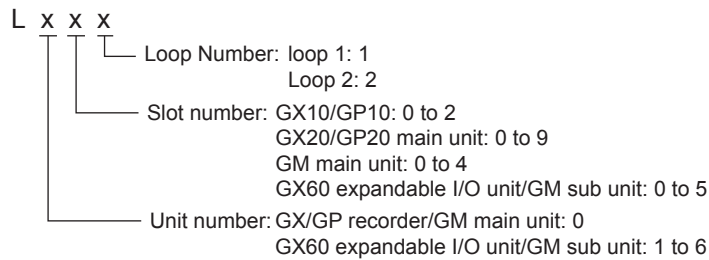 L x x x
Loop Number: loop 1: 1
Loop 2: 2
Slot number: GX10/GP10: 0 to 2
GX20/GP20 main unit: 0 to 9
GM main unit: 0 to 4
GX60 expandable I/O unit/GM sub unit: 0 to 5
Unit number: GX/GP recorder/GM main unit: 0
GX60 expandable I/O unit/GM sub unit: 1 to 6